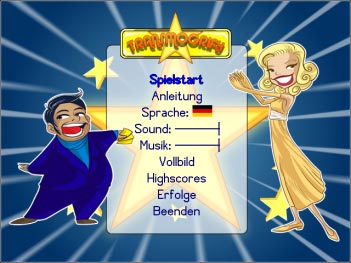 TRANSMOGRIFY
Spielstart
Anleitung
Sprache:
Sound:
Musik:
Vollbild
Highscores
Erfolge
Beenden